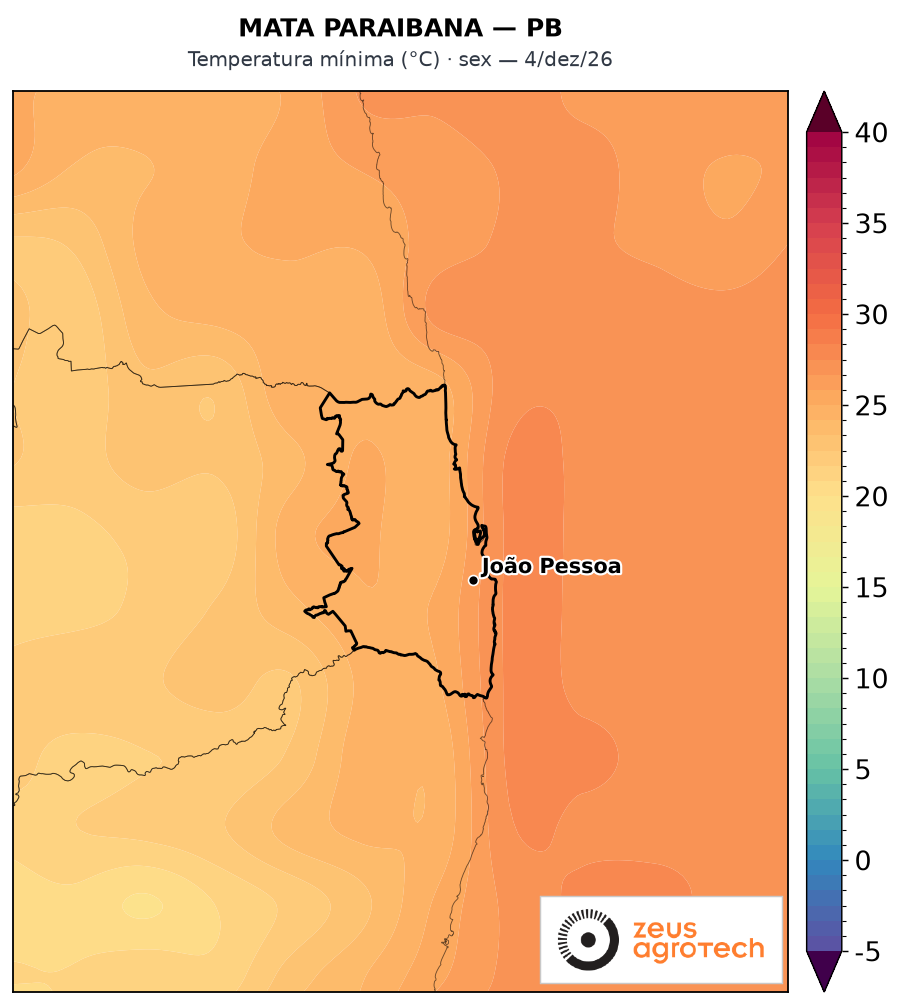 MATA PARAIBANA — PB
Temperatura mínima (°C) · sex — 4/dez/26
40
35
30
25
20
15
10
5
0
-5
João Pessoa
zeus
agrotech